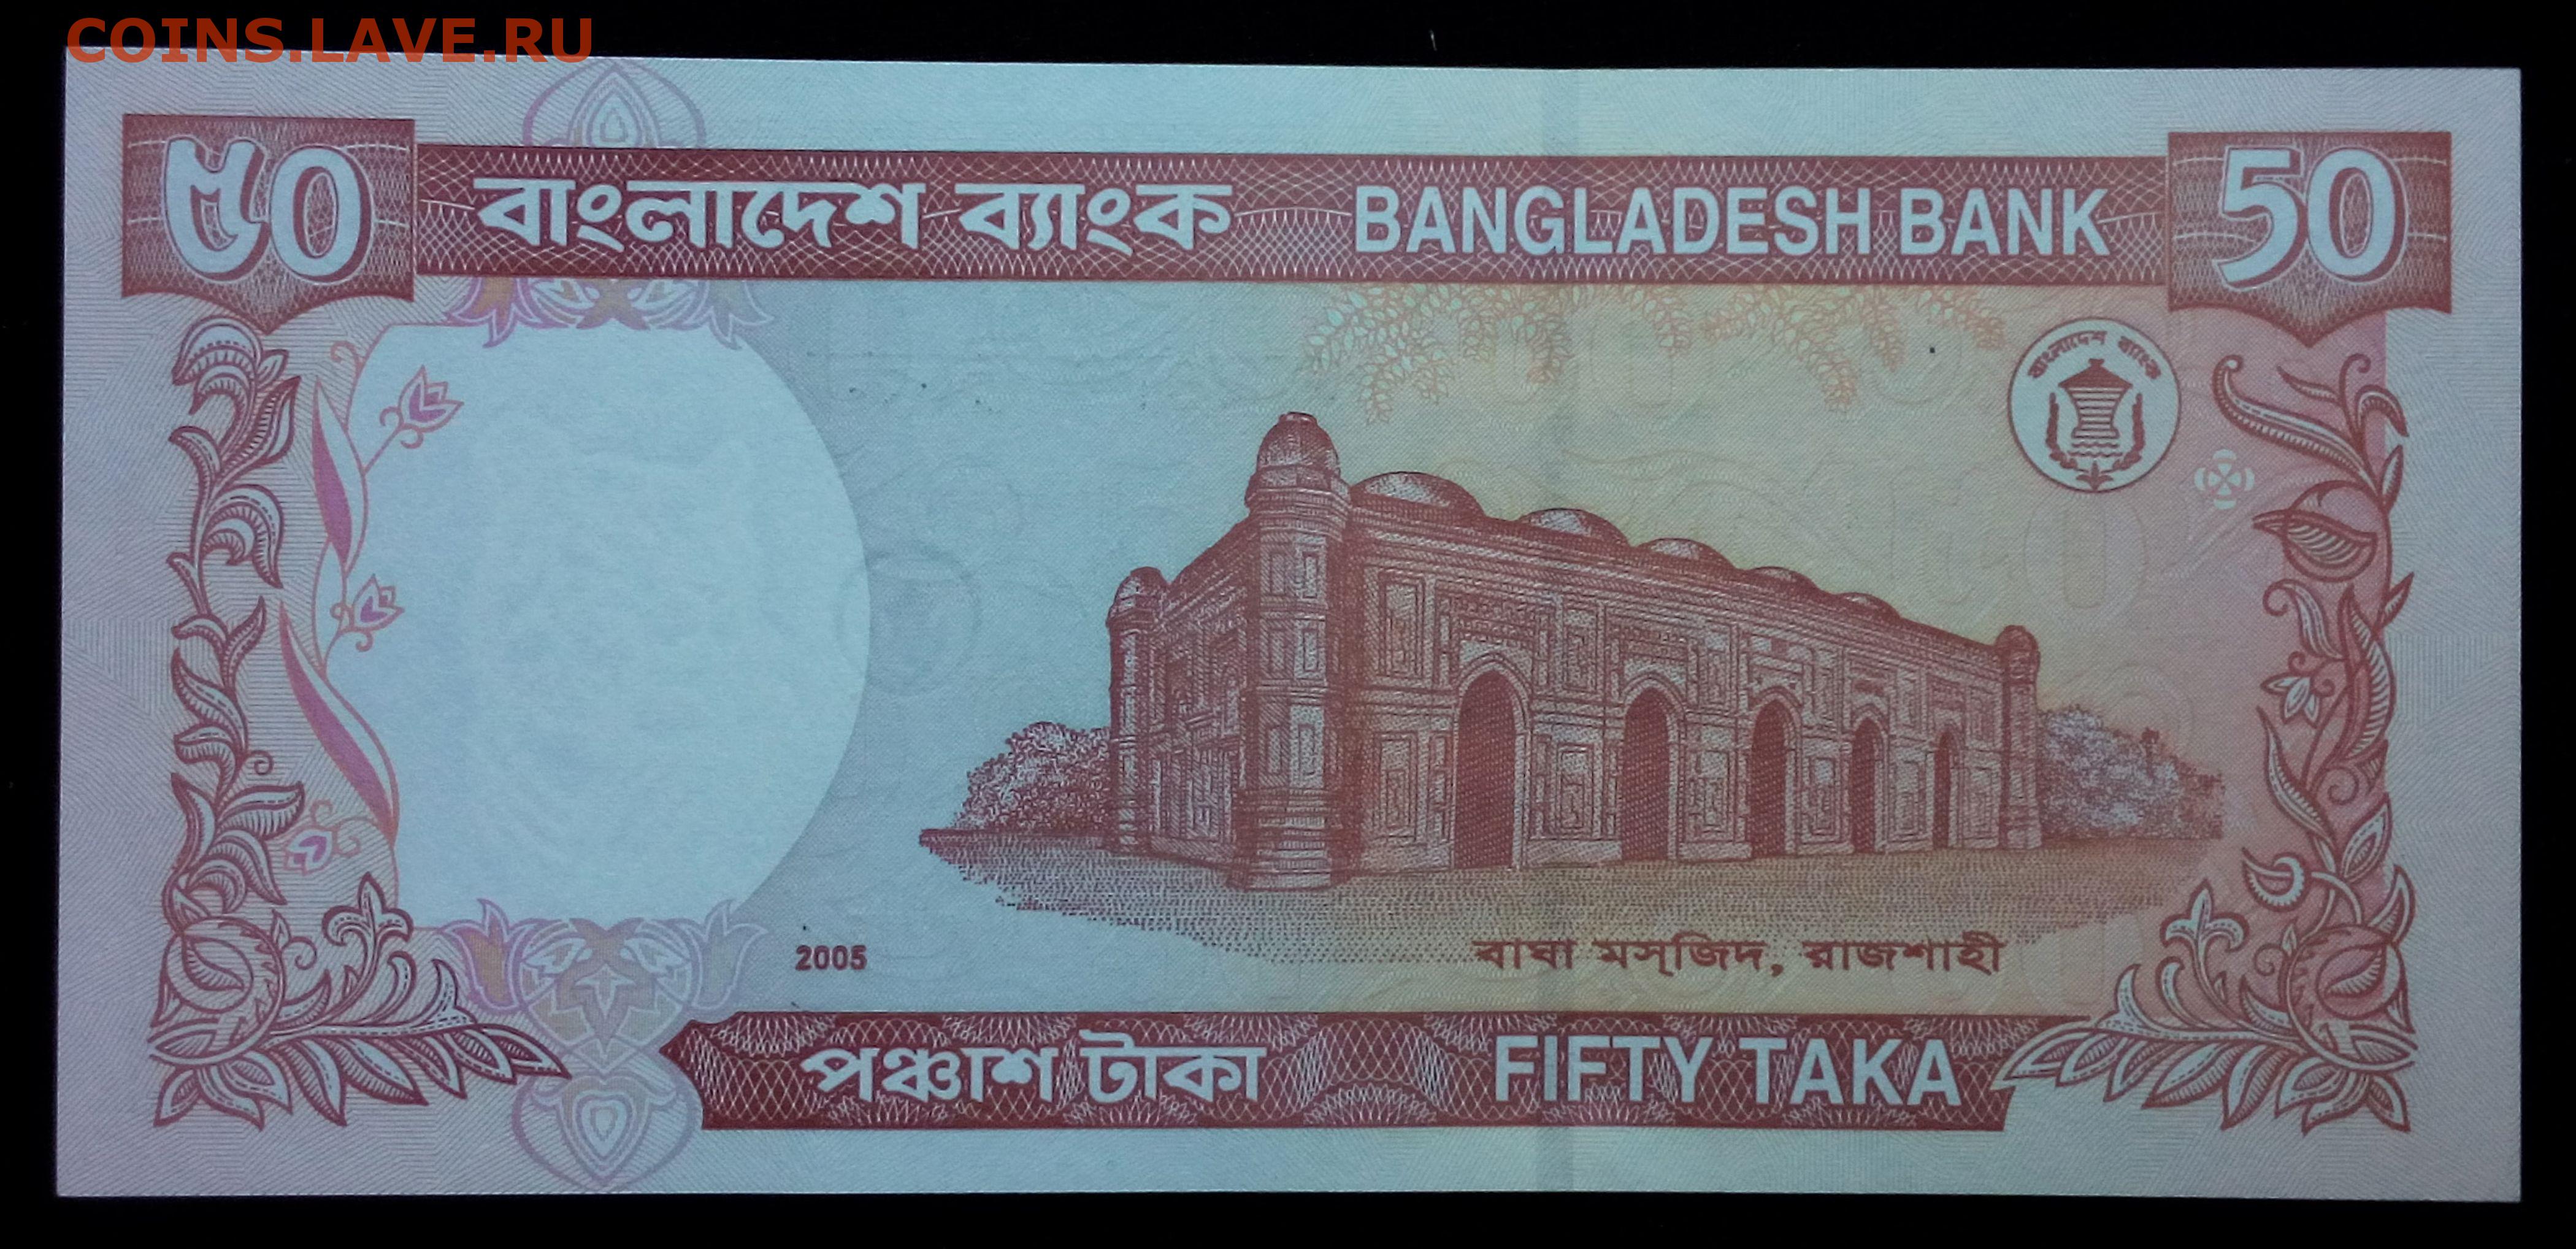 COINS.LAVE.RU
৫০ বাংলাদেশ ব্যাংক BANGLADESH BANK 50
বাংলাদেশ ব্যাংক
2005
বাঘা মস্‌জিদ, রাজশাহী
পঞ্চাশ টাকা FIFTY TAKA